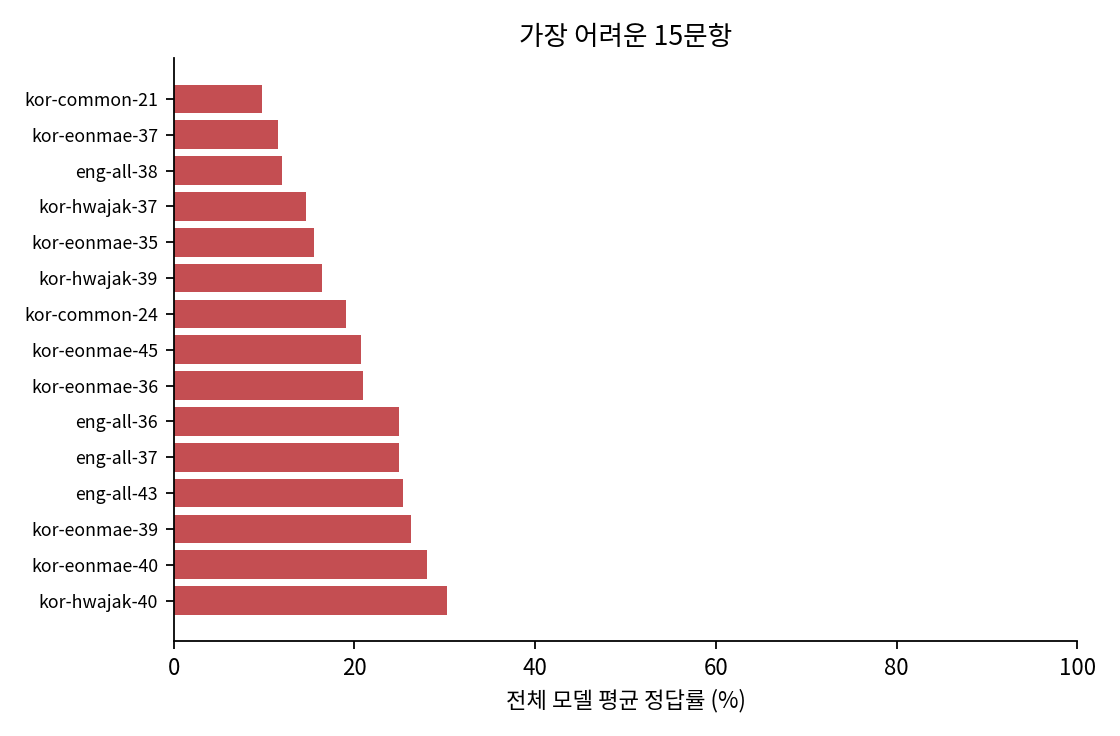 가장 어려운 15문항
kor-common-21
kor-eonmae-37
eng-all-38
kor-hwajak-37
kor-eonmae-35
kor-hwajak-39
kor-common-24
kor-eonmae-45
kor-eonmae-36
eng-all-36
eng-all-37
eng-all-43
kor-eonmae-39
kor-eonmae-40
kor-hwajak-40
0 20 40 60 80 100
전체 모델 평균 정답률 (%)